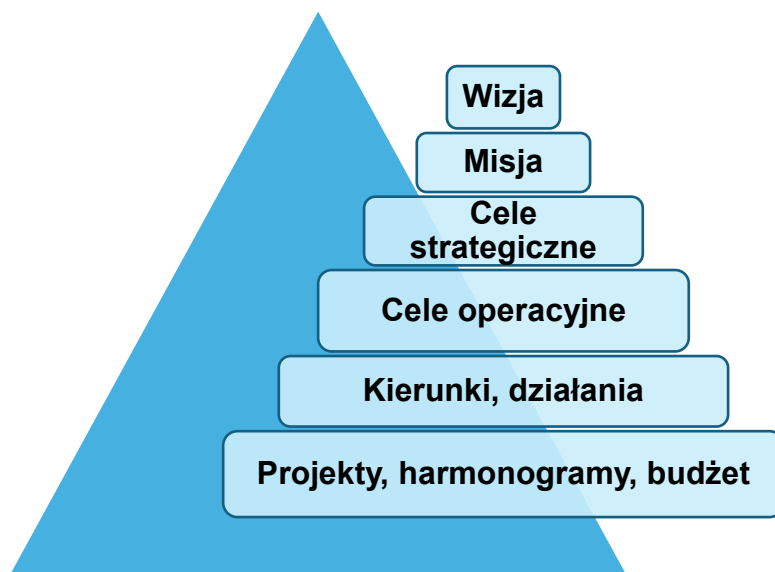 Wizja
Misja
Cele
strategiczne
Cele operacyjne
Kierunki, działania
Projekty, harmonogramy, budżet